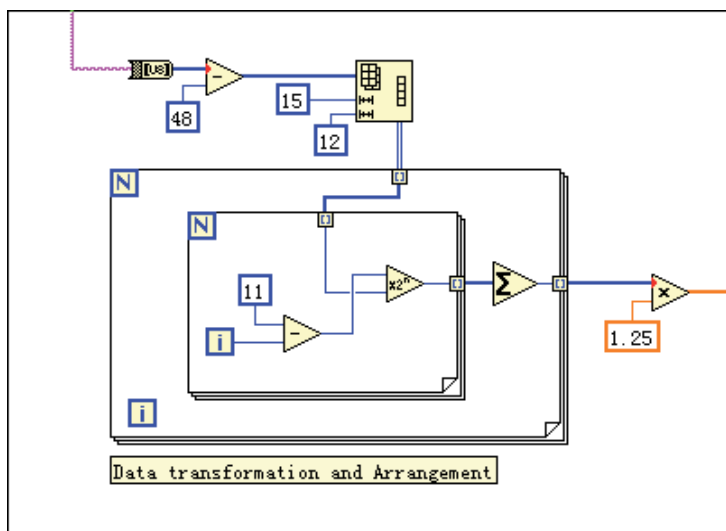 [U8]
-
48
15
12
N
N
11
-
i
x2ⁿ
Σ
x
1.25
i
Data transformation and Arrangement